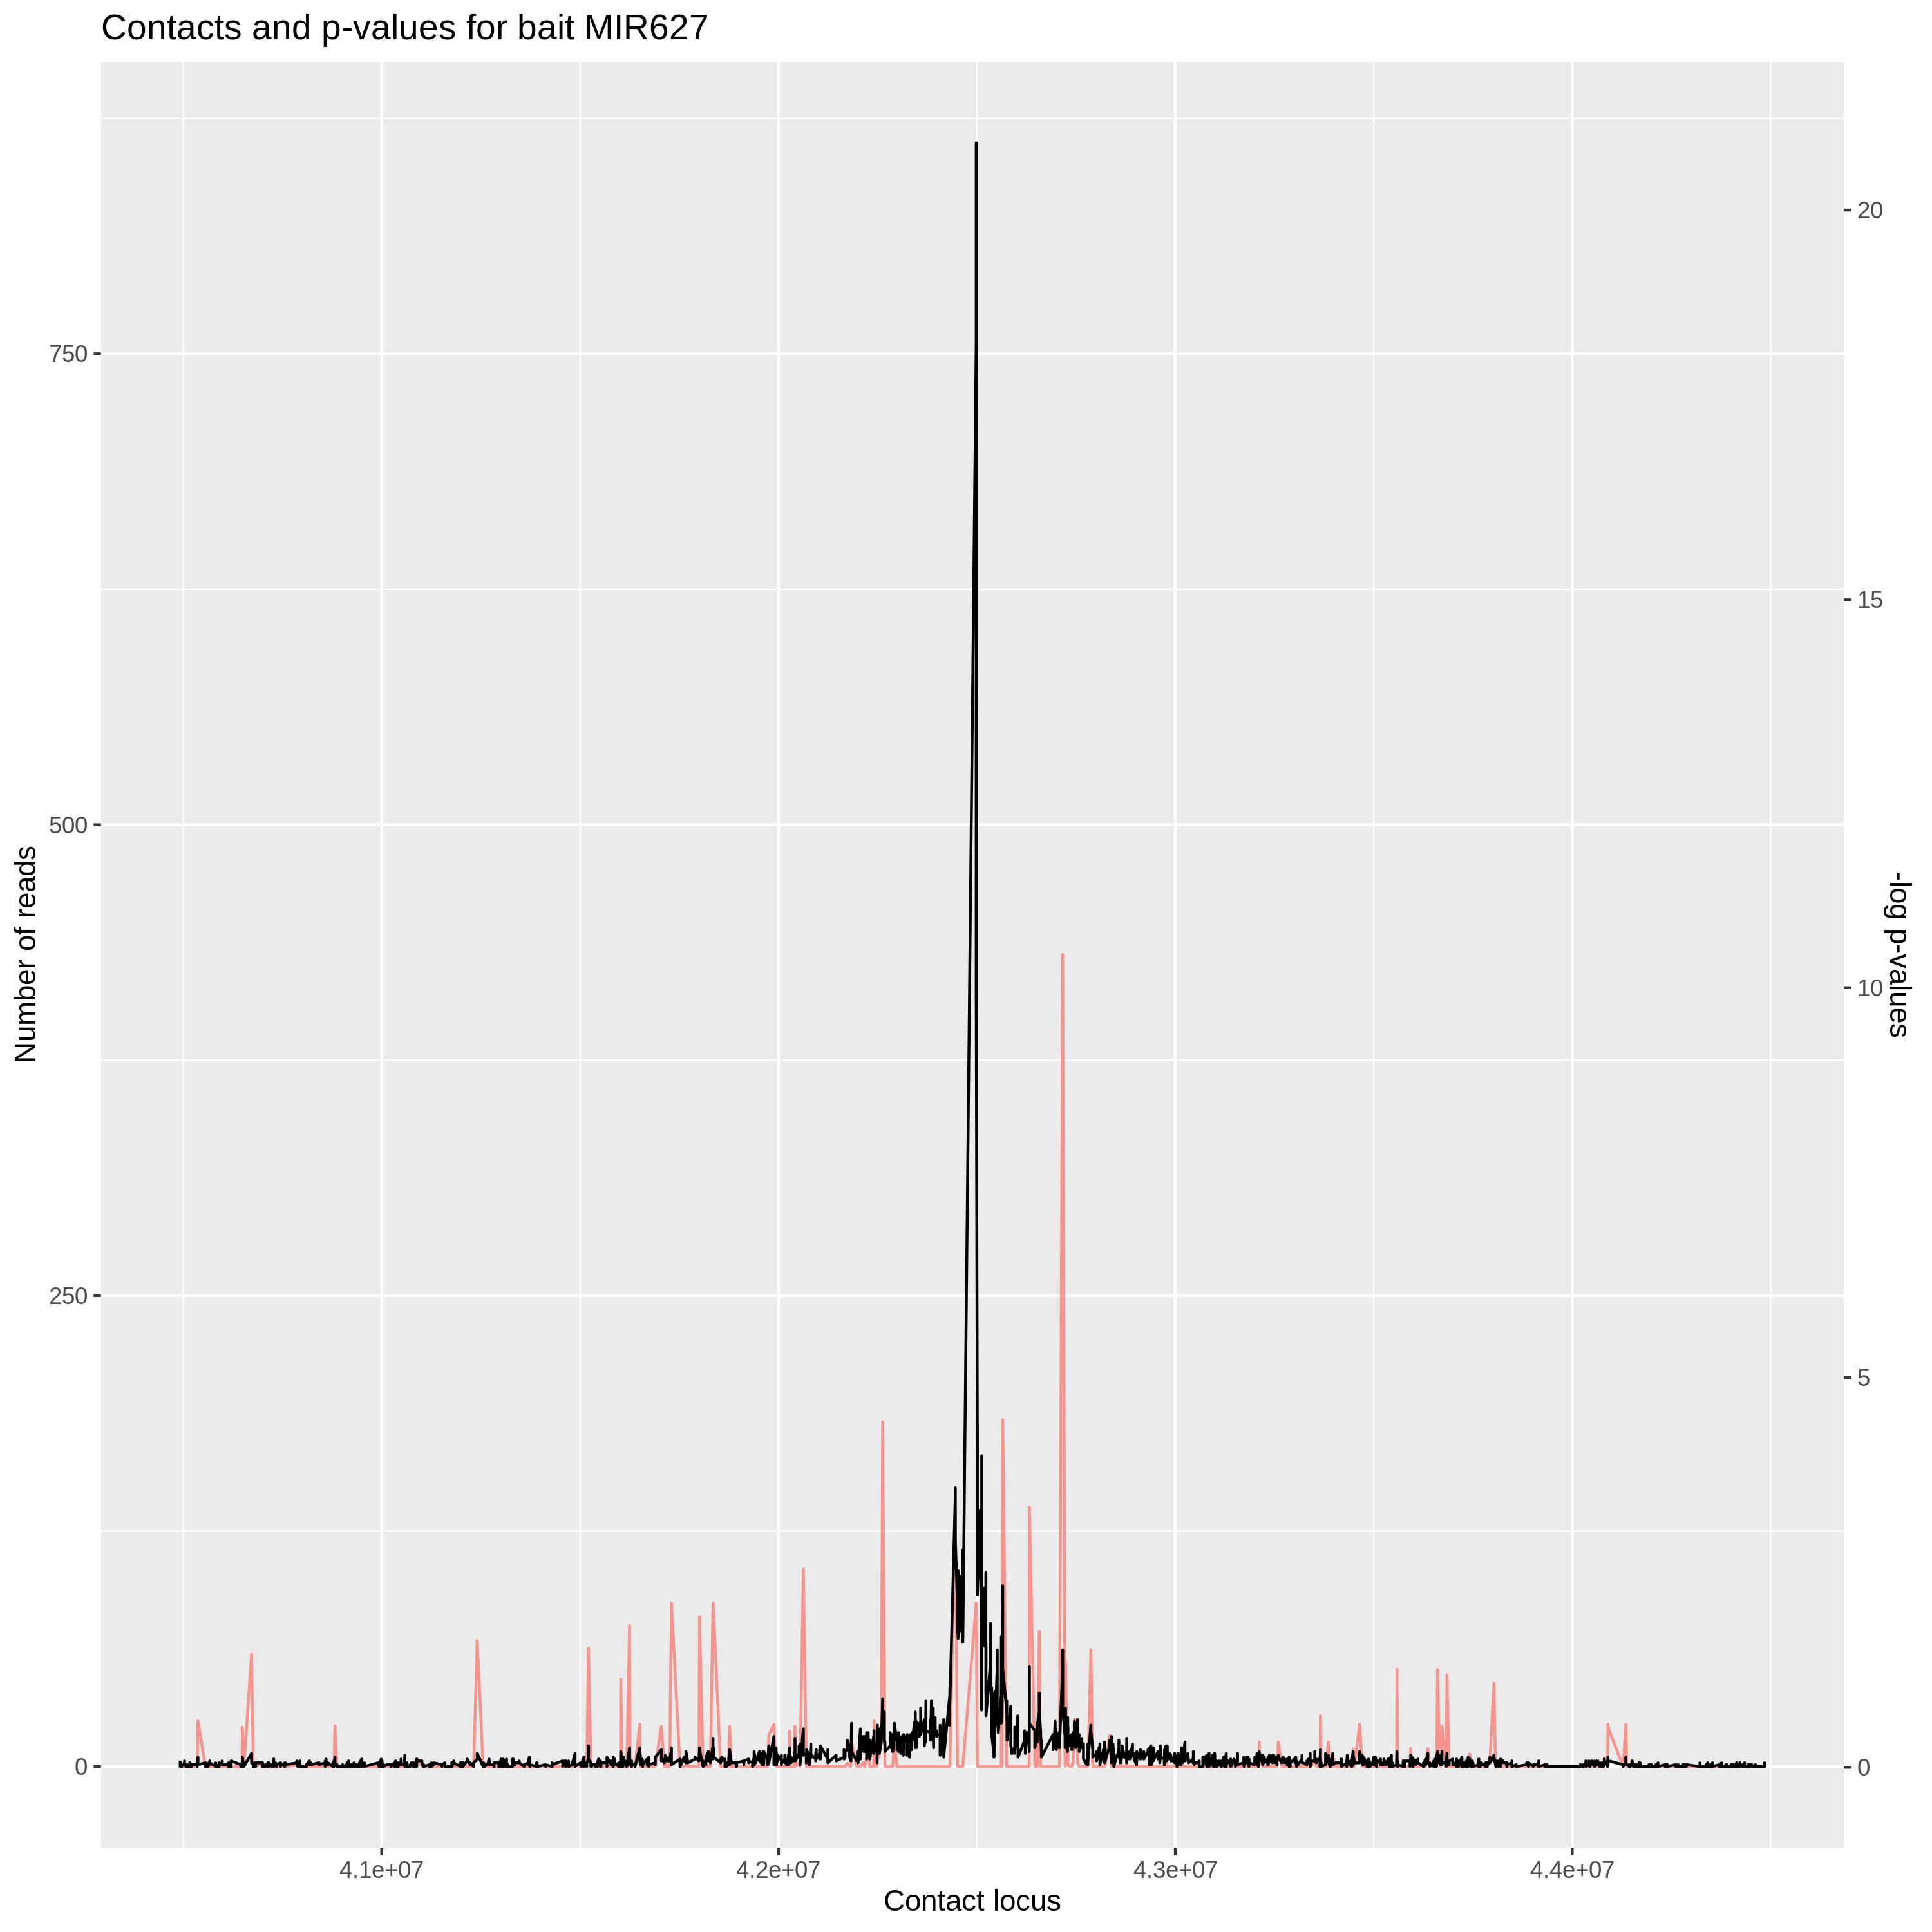 Contacts and p-values for bait MIR627
750
500
250
0
Number of reads
20
15
10
5
0
-log p-values
4.1e+07
4.2e+07
4.3e+07
4.4e+07
Contact locus